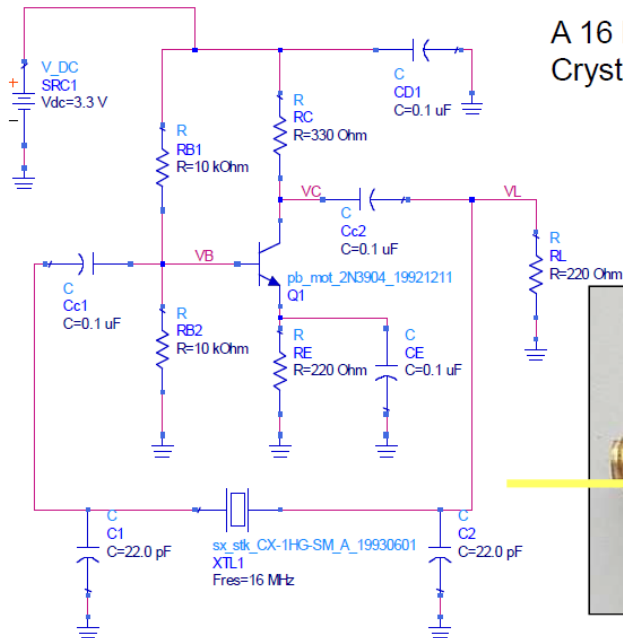 A 16
Cryst
V_DC
SRC1
Vdc=3.3 V
+
−
R
RB1
R=10 kOhm
R
RC
R=330 Ohm
C
CD1
C=0.1 uF
VC
C
Cc2
C=0.1 uF
VL
R
RL
R=220 Ohm
C
Cc1
C=0.1 uF
VB
pb_mot_2N3904_19921211
Q1
R
RB2
R=10 kOhm
R
RE
R=220 Ohm
C
CE
C=0.1 uF
C
C1
C=22.0 pF
sx_stk_CX-1HG-SM_A_19930601
XTL1
Fres=16 MHz
C
C2
C=22.0 pF